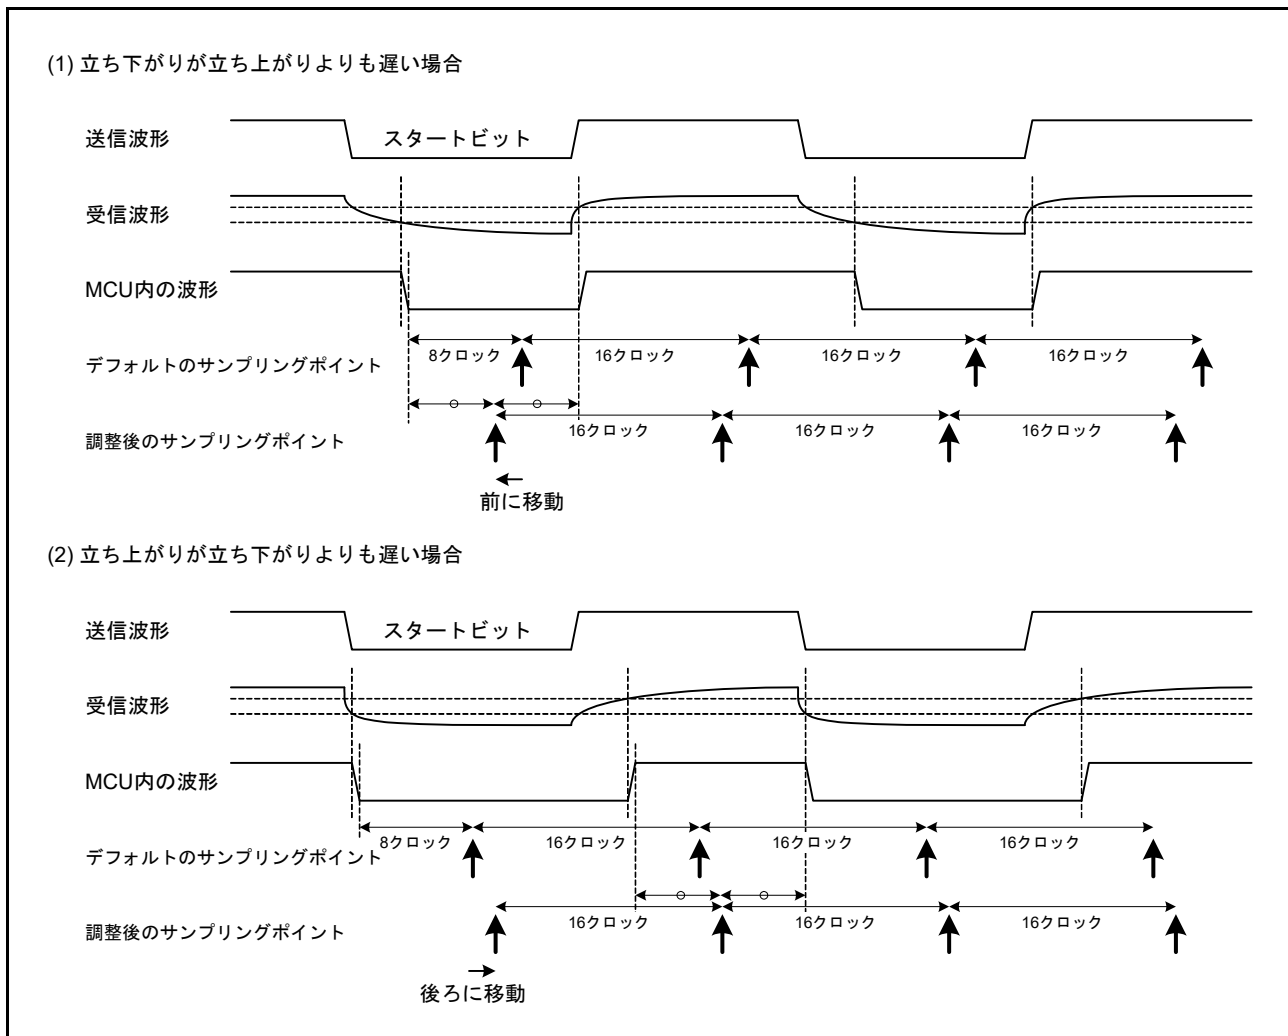 (1) 立ち下がりが立ち上がりよりも遅い場合
送信波形
スタートビット
受信波形
MCU内の波形
デフォルトのサンプリングポイント
8クロック
16クロック
16クロック
16クロック
調整後のサンプリングポイント
16クロック
16クロック
16クロック
前に移動
(2) 立ち上がりが立ち下がりよりも遅い場合
送信波形
スタートビット
受信波形
MCU内の波形
デフォルトのサンプリングポイント
8クロック
16クロック
16クロック
16クロック
調整後のサンプリングポイント
16クロック
16クロック
16クロック
後ろに移動